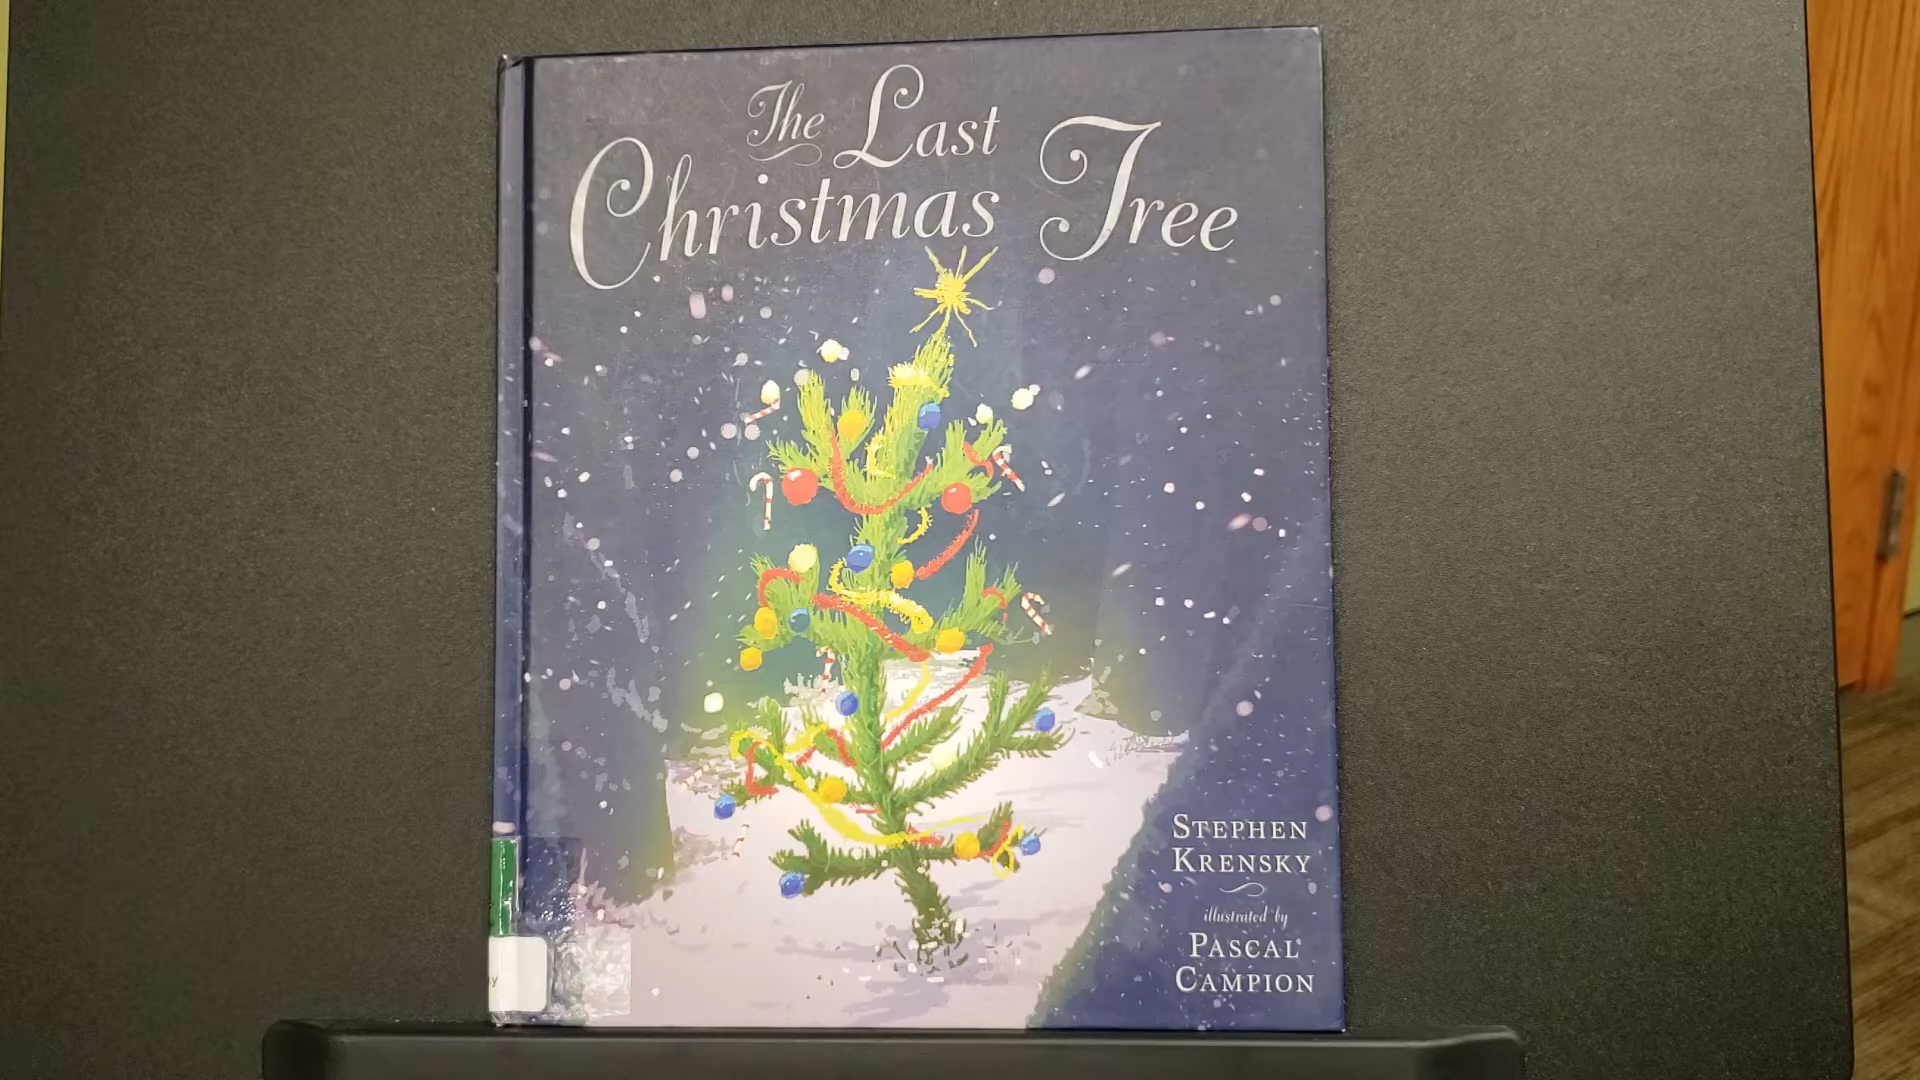 The Last
Christmas Tree
STEPHEN
KRENSKY
illustrated by
PASCAL
CAMPION